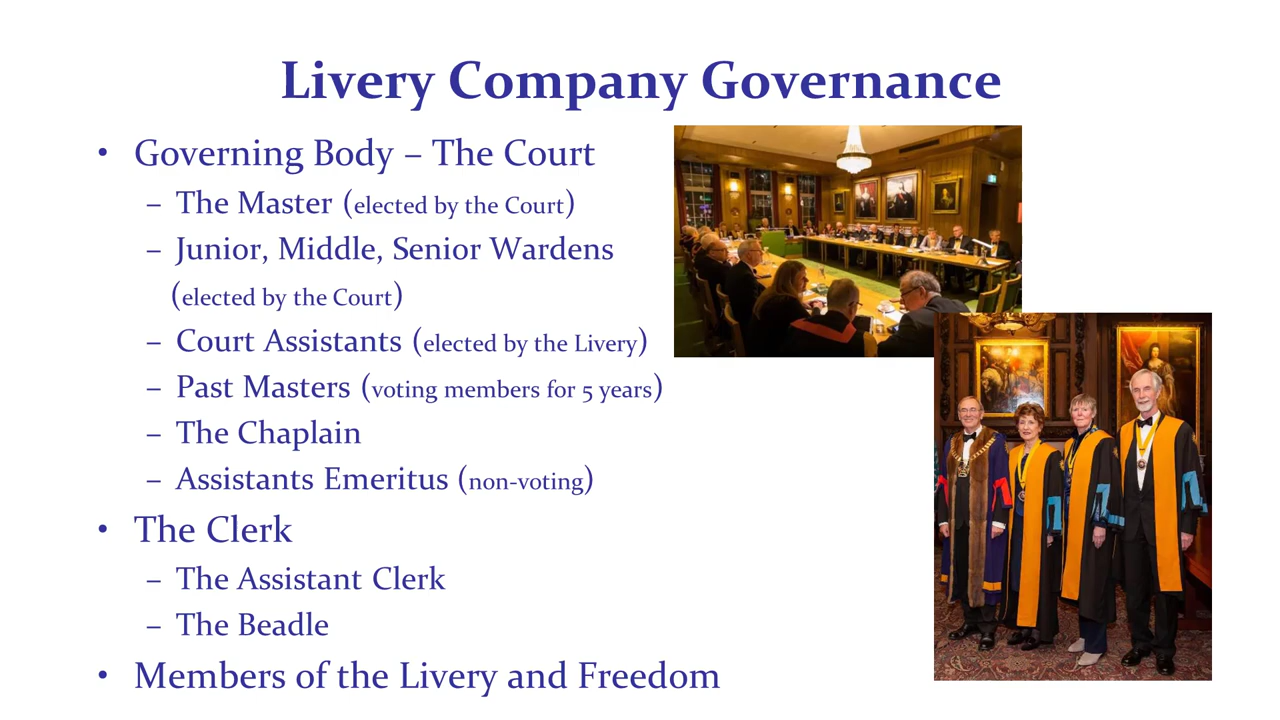 Livery Company Governance
• Governing Body – The Court
– The Master (elected by the Court)
– Junior, Middle, Senior Wardens
(elected by the Court)
– Court Assistants (elected by the Livery)
– Past Masters (voting members for 5 years)
– The Chaplain
– Assistants Emeritus (non-voting)
• The Clerk
– The Assistant Clerk
– The Beadle
• Members of the Livery and Freedom